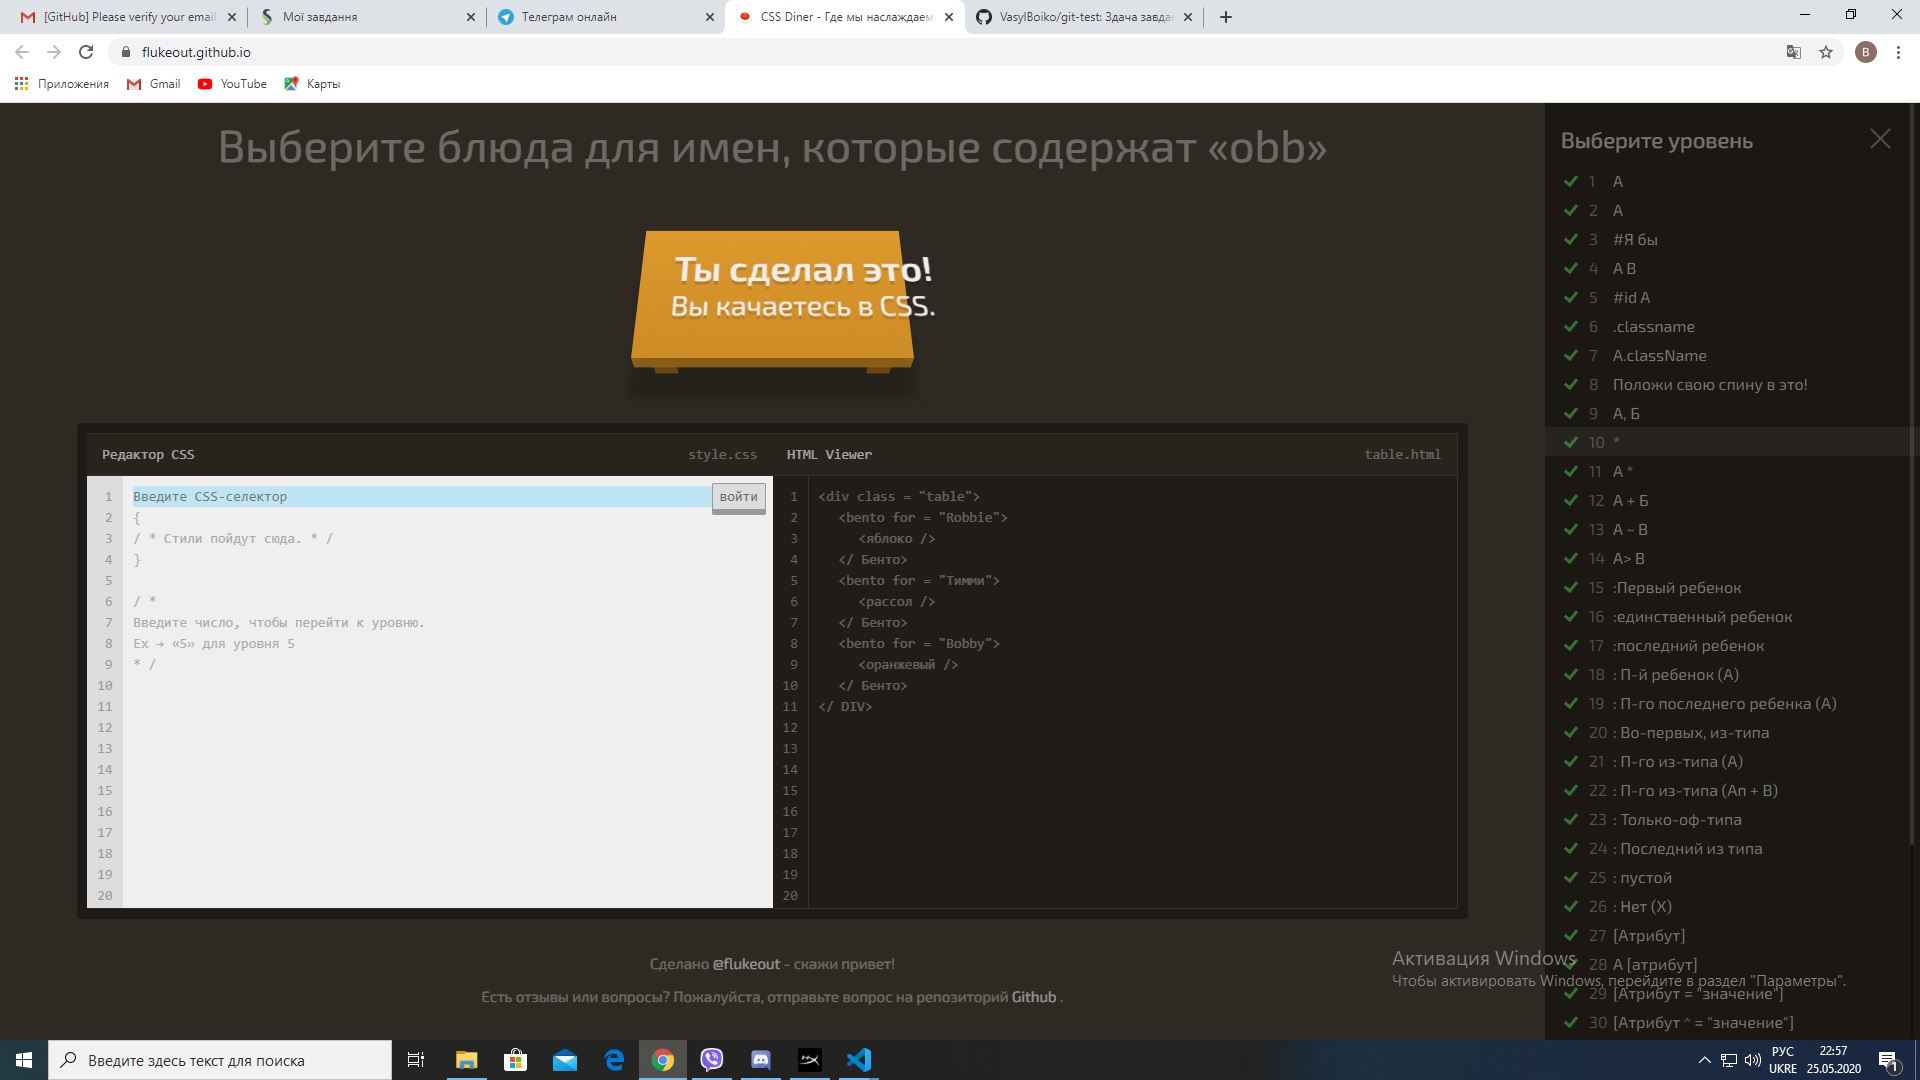 [GitHub] Please verify your email
Мої завдання
Телеграм онлайн
CSS Diner - Где мы наслаждаем
VasylBoiko/git-test: Здача завда
flukeout.github.io
B
Приложения
Gmail
YouTube
Карты
Выберите блюда для имен, которые содержат «obb»
Ты сделал это!
Вы качаетесь в CSS.
Редактор CSS
style.css
HTML Viewer
table.html
1 Введите CSS-селектор
войти
2 {
3 / * Стили пойдут сюда. * /
4 }
5
6 / *
7 Введите число, чтобы перейти к уровню.
8 Ex → «5» для уровня 5
9 * /
10
11
12
13
14
15
16
17
18
19
20
1 <div class = "table">
2 <bento for = "Robbie">
3 <яблоко />
4 </ Бенто>
5 <bento for = "Тимми">
6 <рассол />
7 </ Бенто>
8 <bento for = "Bobby">
9 <оранжевый />
10 </ Бенто>
11 </ DIV>
12
13
14
15
16
17
18
19
20
Сделано @flukeout - скажи привет!
Есть отзывы или вопросы? Пожалуйста, отправьте вопрос на репозиторий Github .
Выберите уровень
1 A
2 A
3 #Я бы
4 A B
5 #id A
6 .classname
7 A.className
8 Положи свою спину в это!
9 А, Б
10 *
11 A *
12 А + Б
13 A ~ B
14 A> B
15 :Первый ребенок
16 :единственный ребенок
17 :последний ребенок
18 : П-й ребенок (А)
19 : П-го последнего ребенка (А)
20 : Во-первых, из-типа
21 : П-го из-типа (А)
22 : П-го из-типа (Ап + В)
23 : Только-оф-типа
24 : Последний из типа
25 : пустой
26 : Нет (X)
27 [Атрибут]
28 А [атрибут]
29 [Атрибут = "значение"]
30 [Атрибут ^ = "значение"]
Активация Windows
Чтобы активировать Windows, перейдите в раздел "Параметры".
Введите здесь текст для поиска
РУС
UKRE
22:57
25.05.2020
1